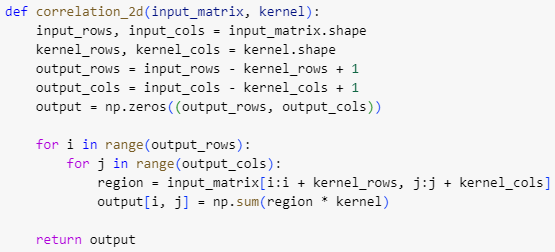 def correlation_2d(input_matrix, kernel):
    input_rows, input_cols = input_matrix.shape
    kernel_rows, kernel_cols = kernel.shape
    output_rows = input_rows - kernel_rows + 1
    output_cols = input_cols - kernel_cols + 1
    output = np.zeros((output_rows, output_cols))

    for i in range(output_rows):
        for j in range(output_cols):
            region = input_matrix[i:i + kernel_rows, j:j + kernel_cols]
            output[i, j] = np.sum(region * kernel)

    return output